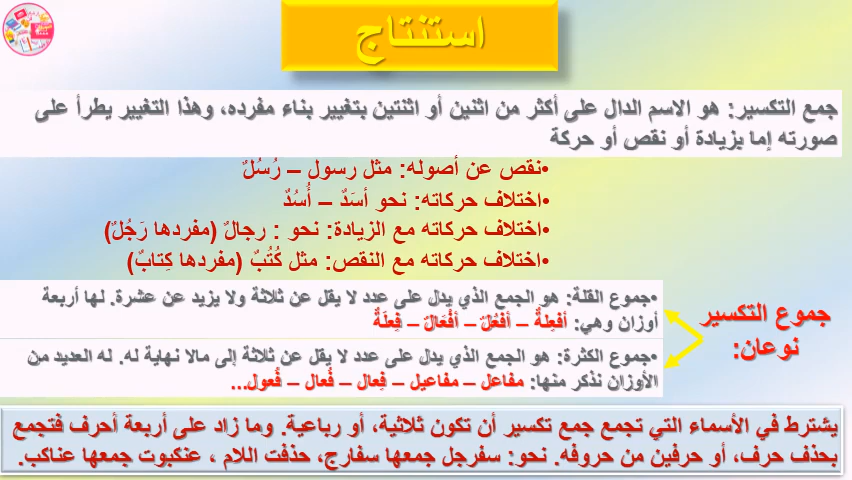 استنتاج
جمع التكسير: هو الاسم الدال على أكثر من اثنين أو اثنتين بتغيير بناء مفرده، وهذا التغيير يطرأ على
صورته إما بزيادة أو نقص أو حركة
•نقص عن أصوله: مثل رسول – رُسُلٌ
•اختلاف حركاته: نحو أسَدٌ – أُسُدٌ
•اختلاف حركاته مع الزيادة: نحو : رجالٌ (مفردها رَجُلٌ)
•اختلاف حركاته مع النقص: مثل كُتُبٌ (مفردها كِتابٌ)
جموع التكسير
نوعان:
•جموع القلة: هو الجمع الذي يدل على عدد لا يقل عن ثلاثة ولا يزيد عن عشرة. لها أربعة
أوزان وهي: أفعِلةٌ – أفْعُلٌ – أفْعَالٌ – فِعلَةٌ
•جموع الكثرة: هو الجمع الذي يدل على عدد لا يقل عن ثلاثة إلى مالا نهاية له. له العديد من
الأوزان نذكر منها: مفاعل – مفاعيل – فِعال – فُعال – فُعول...
يشترط في الأسماء التي تجمع جمع تكسير أن تكون ثلاثية، أو رباعية. وما زاد على أربعة أحرف فتجمع
بحذف حرف، أو حرفين من حروفه. نحو: سفرجل جمعها سفارج، حذفت اللام ، عنكبوت جمعها عناكب.